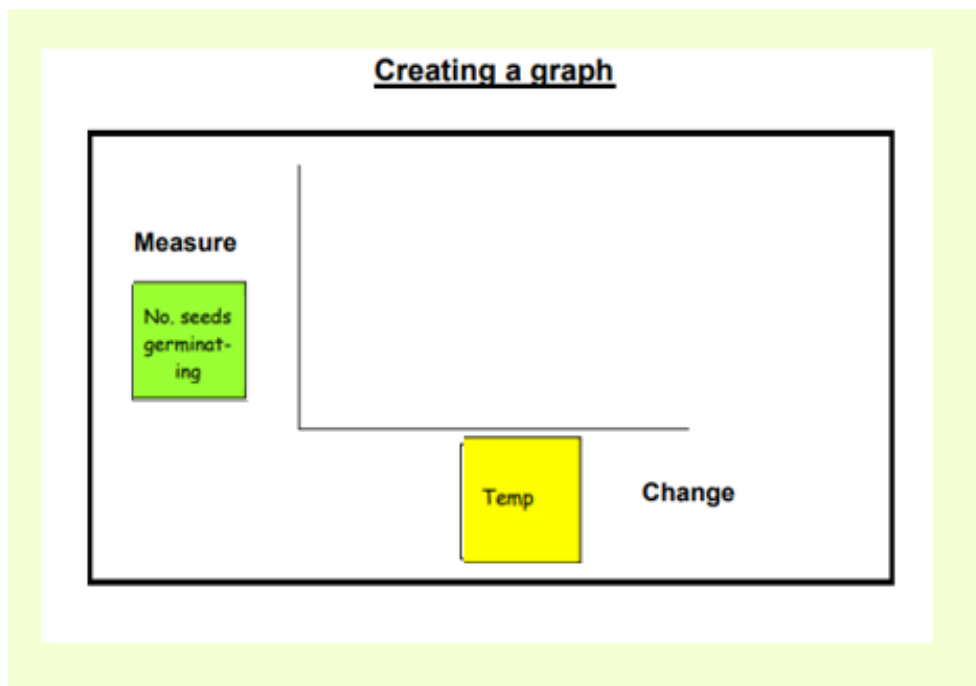 Creating a graph
Measure
No. seeds
germinat-
ing
Temp
Change